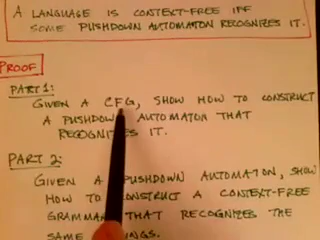 A LANGUAGE IS CONTEXT-FREE IFF
SOME PUSHDOWN AUTOMATON RECOGNIZES IT.
PROOF
PART 1:
GIVEN A CFG, SHOW HOW TO CONSTRUCT
A PUSHDOWN AUTOMATON THAT
RECOGNIZES IT.
PART 2:
GIVEN A PUSHDOWN AUTOMATON, SHOW
HOW TO CONSTRUCT A CONTEXT-FREE
GRAMMAR THAT RECOGNIZES THE
SAME STRINGS.